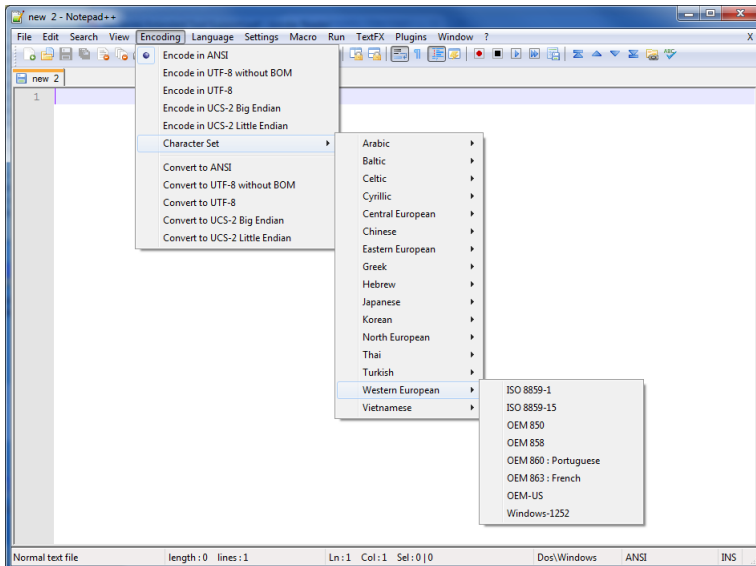 new 2 - Notepad++
File Edit Search View Encoding Language Settings Macro Run TextFX Plugins Window ? X
new 2
1
Encode in ANSI
Encode in UTF-8 without BOM
Encode in UTF-8
Encode in UCS-2 Big Endian
Encode in UCS-2 Little Endian
Character Set
Convert to ANSI
Convert to UTF-8 without BOM
Convert to UTF-8
Convert to UCS-2 Big Endian
Convert to UCS-2 Little Endian
Arabic
Baltic
Celtic
Cyrillic
Central European
Chinese
Eastern European
Greek
Hebrew
Japanese
Korean
North European
Thai
Turkish
Western European
Vietnamese
ISO 8859-1
ISO 8859-15
OEM 850
OEM 858
OEM 860 : Portuguese
OEM 863 : French
OEM-US
Windows-1252
Normal text file length : 0 lines : 1 Ln : 1 Col : 1 Sel : 0 | 0 Dos\Windows ANSI INS